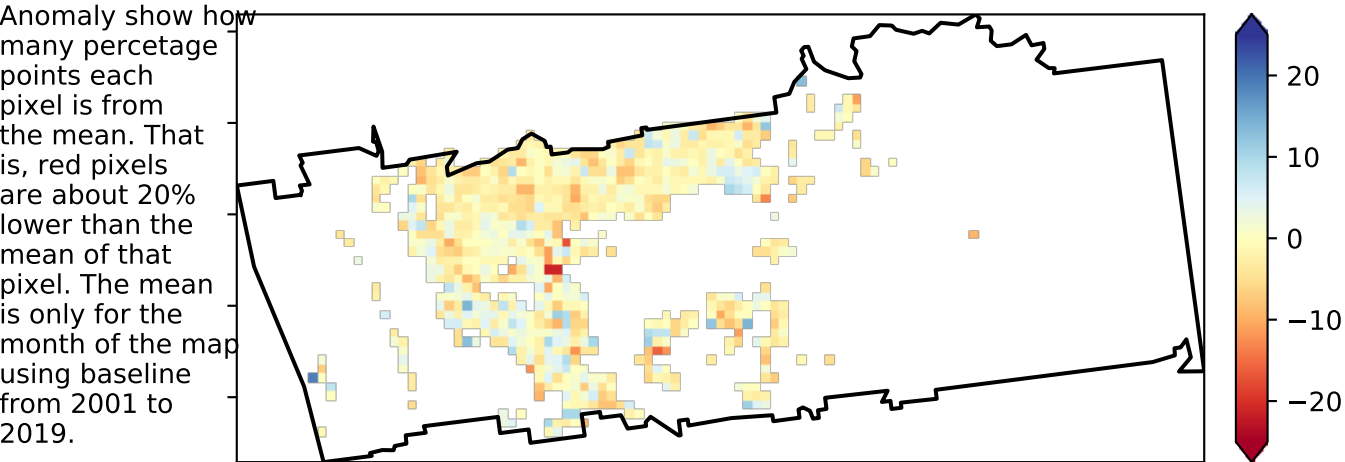 Anomaly show how
many percetage
points each
pixel is from
the mean. That
is, red pixels
are about 20%
lower than the
mean of that
pixel. The mean
is only for the
month of the map
using baseline
from 2001 to
2019.
20
10
0
−10
−20